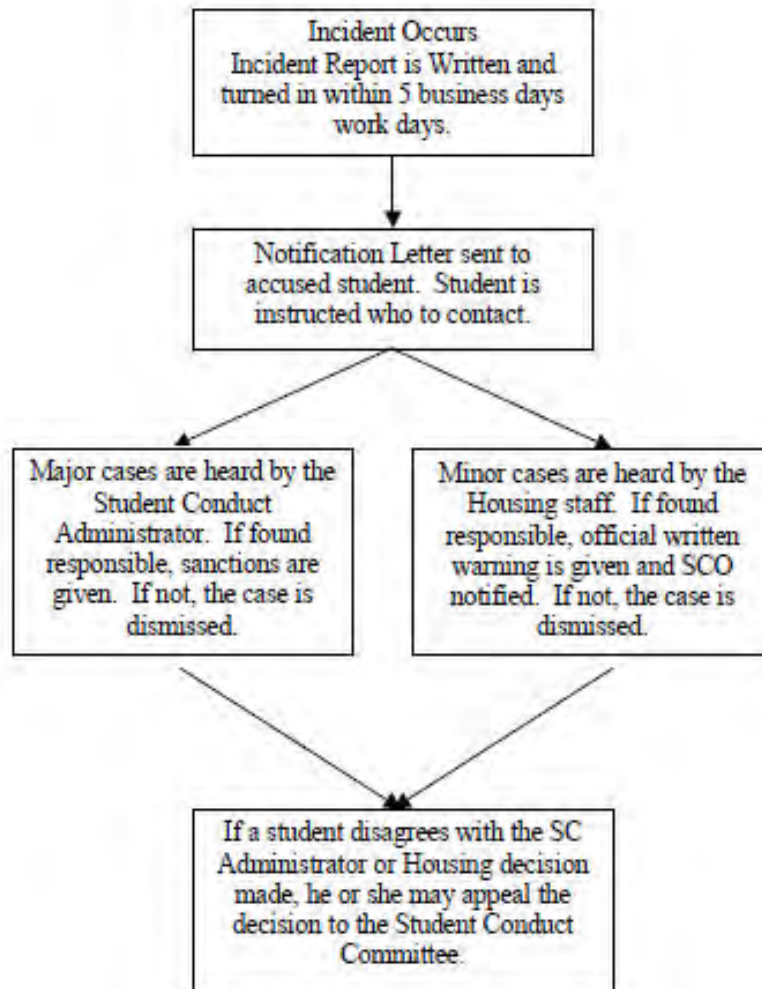 Incident Occurs
Incident Report is Written and
turned in within 5 business days
work days.
Notification Letter sent to
accused student.  Student is
instructed who to contact.
Major cases are heard by the
Student Conduct
Administrator.  If found
responsible, sanctions are
given.  If not, the case is
dismissed.
Minor cases are heard by the
Housing staff.  If found
responsible, official written
warning is given and SCO
notified.  If not, the case is
dismissed.
If a student disagrees with the SC
Administrator or Housing decision
made, he or she may appeal the
decision to the Student Conduct
Committee.